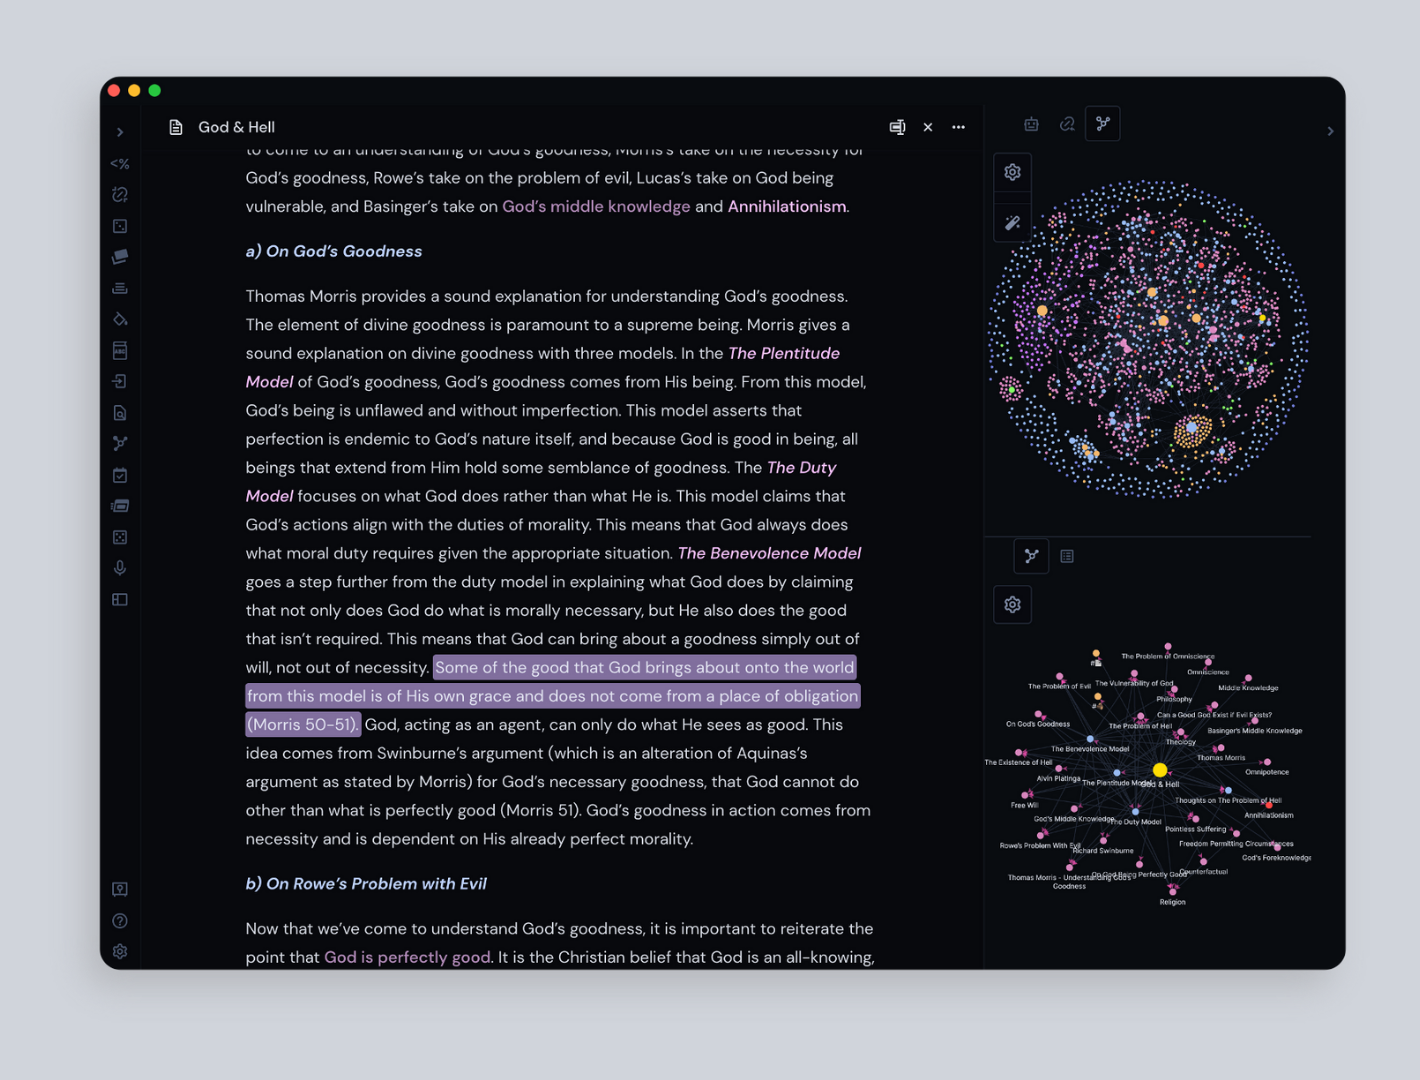 God & Hell
<%
to come to an understanding of God's goodness, Morris's take on the necessity for
God's goodness, Rowe's take on the problem of evil, Lucas's take on God being
vulnerable, and Basinger's take on God's middle knowledge and Annihilationism.
a) On God's Goodness
Thomas Morris provides a sound explanation for understanding God's goodness.
The element of divine goodness is paramount to a supreme being. Morris gives a
sound explanation on divine goodness with three models. In the The Plentitude
Model of God's goodness, God's goodness comes from His being. From this model,
God's being is unflawed and without imperfection. This model asserts that
perfection is endemic to God's nature itself, and because God is good in being, all
beings that extend from Him hold some semblance of goodness. The The Duty
Model focuses on what God does rather than what He is. This model claims that
God's actions align with the duties of morality. This means that God always does
what moral duty requires given the appropriate situation. The Benevolence Model
goes a step further from the duty model in explaining what God does by claiming
that not only does God do what is morally necessary, but He also does the good
that isn't required. This means that God can bring about a goodness simply out of
will, not out of necessity. Some of the good that God brings about onto the world
from this model is of His own grace and does not come from a place of obligation
(Morris 50-51). God, acting as an agent, can only do what He sees as good. This
idea comes from Swinburne's argument (which is an alteration of Aquinas's
argument as stated by Morris) for God's necessary goodness, that God cannot do
other than what is perfectly good (Morris 51). God's goodness in action comes from
necessity and is dependent on His already perfect morality.
b) On Rowe's Problem with Evil
Now that we've come to understand God's goodness, it is important to reiterate the
point that God is perfectly good. It is the Christian belief that God is an all-knowing,
The Problem of Omniscience
Omniscience
The Problem of Evil
The Vulnerability of God
Middle Knowledge
Philosophy
Can a Good God Exist if Evil Exists?
On God's Goodness
The Problem of Hell
Basinger's Middle Knowledge
Theology
The Benevolence Model
Thomas Morris
The Existence of Hell
Omnipotence
Alvin Platinga
The Plentitude Model
God & Hell
Free Will
Thoughts on The Problem of Hell
Annihilationism
God's Middle Knowledge
The Duty Model
Pointless Suffering
Rowe's Problem With Evil
Richard Swinburne
Freedom Permitting Circumstances
God's Foreknowledge
Counterfactual
On God Being Perfectly Good
Thomas Morris - Understanding God's
Goodness
Religion